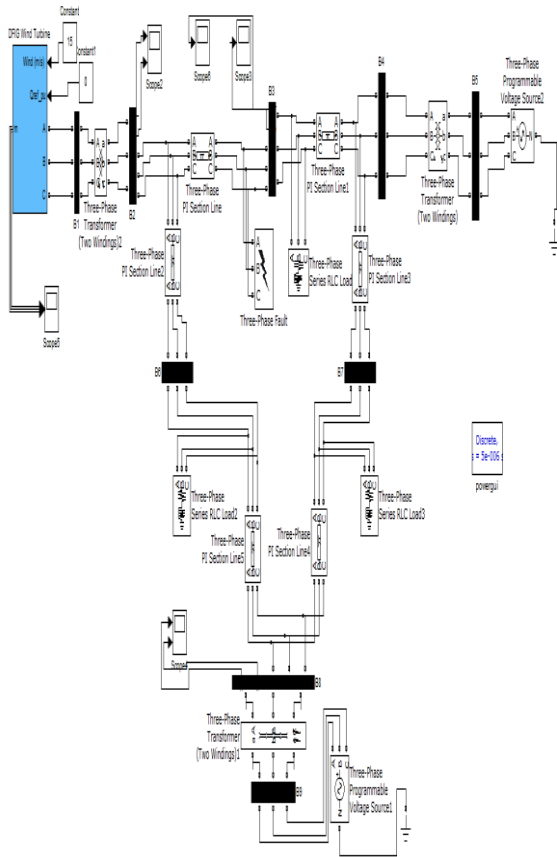 Constant
DFIG Wind Turbine
15
Constant1
Wind (m/s)
0
Qref_pu
m
A
B
C
B1
A
B
C
a
b
c
Three-Phase
Transformer
(Two Windings)2
B2
Scope2
A
B
C
A
B
C
Three-Phase
PI Section Line
Scope6
Scope3
B3
A
B
C
A
B
C
Three-Phase
PI Section Line1
B4
A
B
C
a
b
c
Three-Phase
Transformer
(Two Windings)
B5
Three-Phase
Programmable
Voltage Source2
A
B
C
N
Three-Phase
PI Section Line2
A
B
C
Three-Phase Fault
Three-Phase
Series RLC Load
Three-Phase
PI Section Line3
Scope5
B6
B7
Discrete,
s = 5e-006 s
powergui
Three-Phase
Series RLC Load2
Three-Phase
PI Section Line5
Three-Phase
PI Section Line4
Three-Phase
Series RLC Load3
B8
Three-Phase
Transformer
(Two Windings)1
B9
A
B
C
N
Three-Phase
Programmable
Voltage Source1